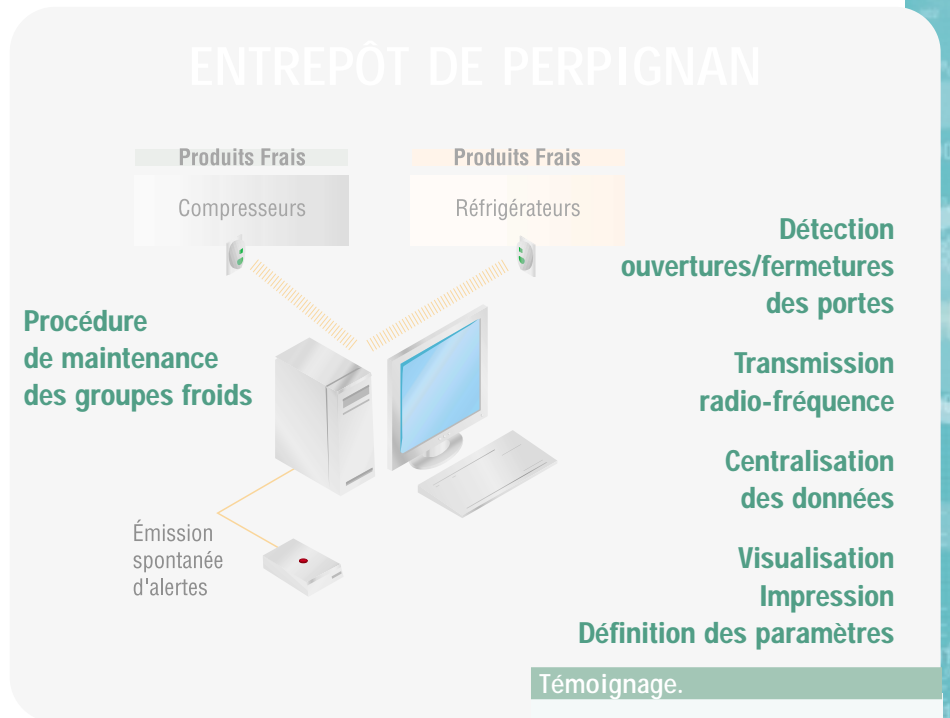 ENTREPÔT DE PERPIGNAN
Produits Frais
Compresseurs
Produits Frais
Réfrigérateurs
Détection
ouvertures/fermetures
des portes
Procédure
de maintenance
des groupes froids
Transmission
radio-fréquence
Centralisation
des données
Émission
spontanée
d'alertes
Visualisation
Impression
Définition des paramètres
Témoignage.